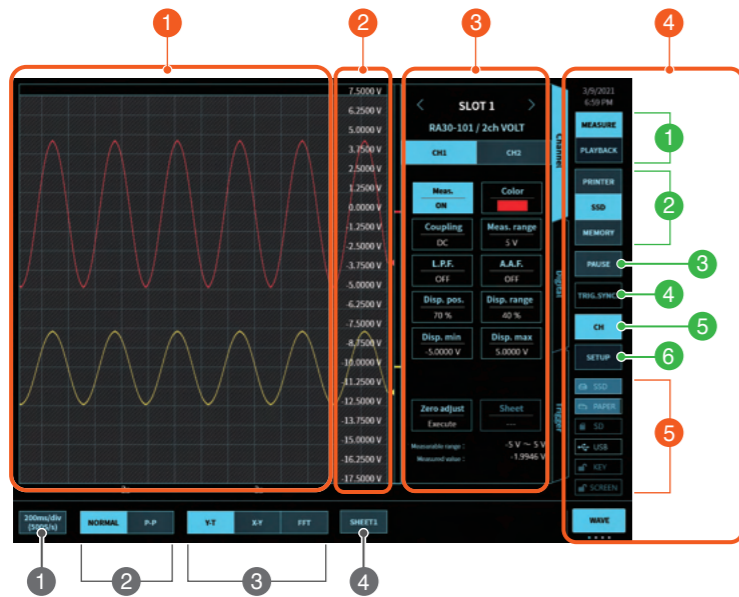 1
2
3
4
7.5000 V
6.2500 V
5.0000 V
3.7500 V
2.5000 V
1.2500 V
0.0000 V
-1.2500 V
-2.5000 V
-3.7500 V
-5.0000 V
-6.2500 V
-7.5000 V
-8.7500 V
-10.0000 V
-11.2500 V
-12.5000 V
-13.7500 V
-15.0000 V
-16.2500 V
-17.5000 V
< SLOT 1 >
RA30-101 / 2ch VOLT
CH1 CH2
Meas. Color
ON
Coupling Meas. range
DC 5 V
L.P.F. A.A.F.
OFF OFF
Disp. pos. Disp. range
70 % 40 %
Disp. min Disp. max
-5.0000 V 5.0000 V
Zero adjust Sheet
Execute ---
Measurable range : -5 V ~ 5 V
Measured value : -1.9946 V
Channel
Digital
Trigger
3/9/2021
6:59 PM
MEASURE
PLAYBACK
1
PRINTER
SSD
MEMORY
2
PAUSE 3
TRIG.SYNC 4
CH 5
SETUP 6
SSD
PAPER
SD
USB
KEY
SCREEN
5
WAVE
200ms/div
NORMAL P-P Y-T X-Y FFT SHEET1
1 2 3 4